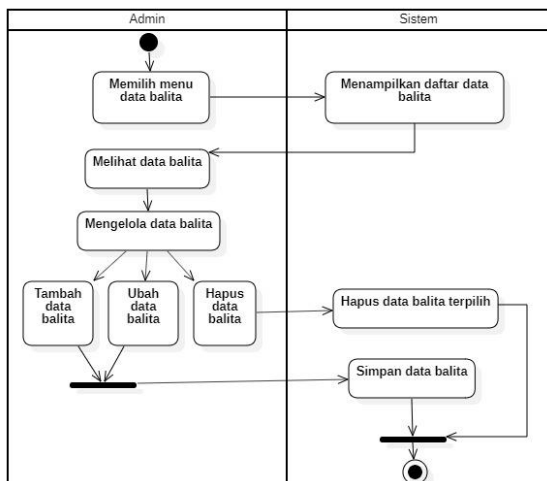 Admin
Sistem
Memilih menu
data balita
Menampilkan daftar data
balita
Melihat data balita
Mengelola data balita
Tambah
data
balita
Ubah
data
balita
Hapus
data
balita
Hapus data balita terpilih
Simpan data balita